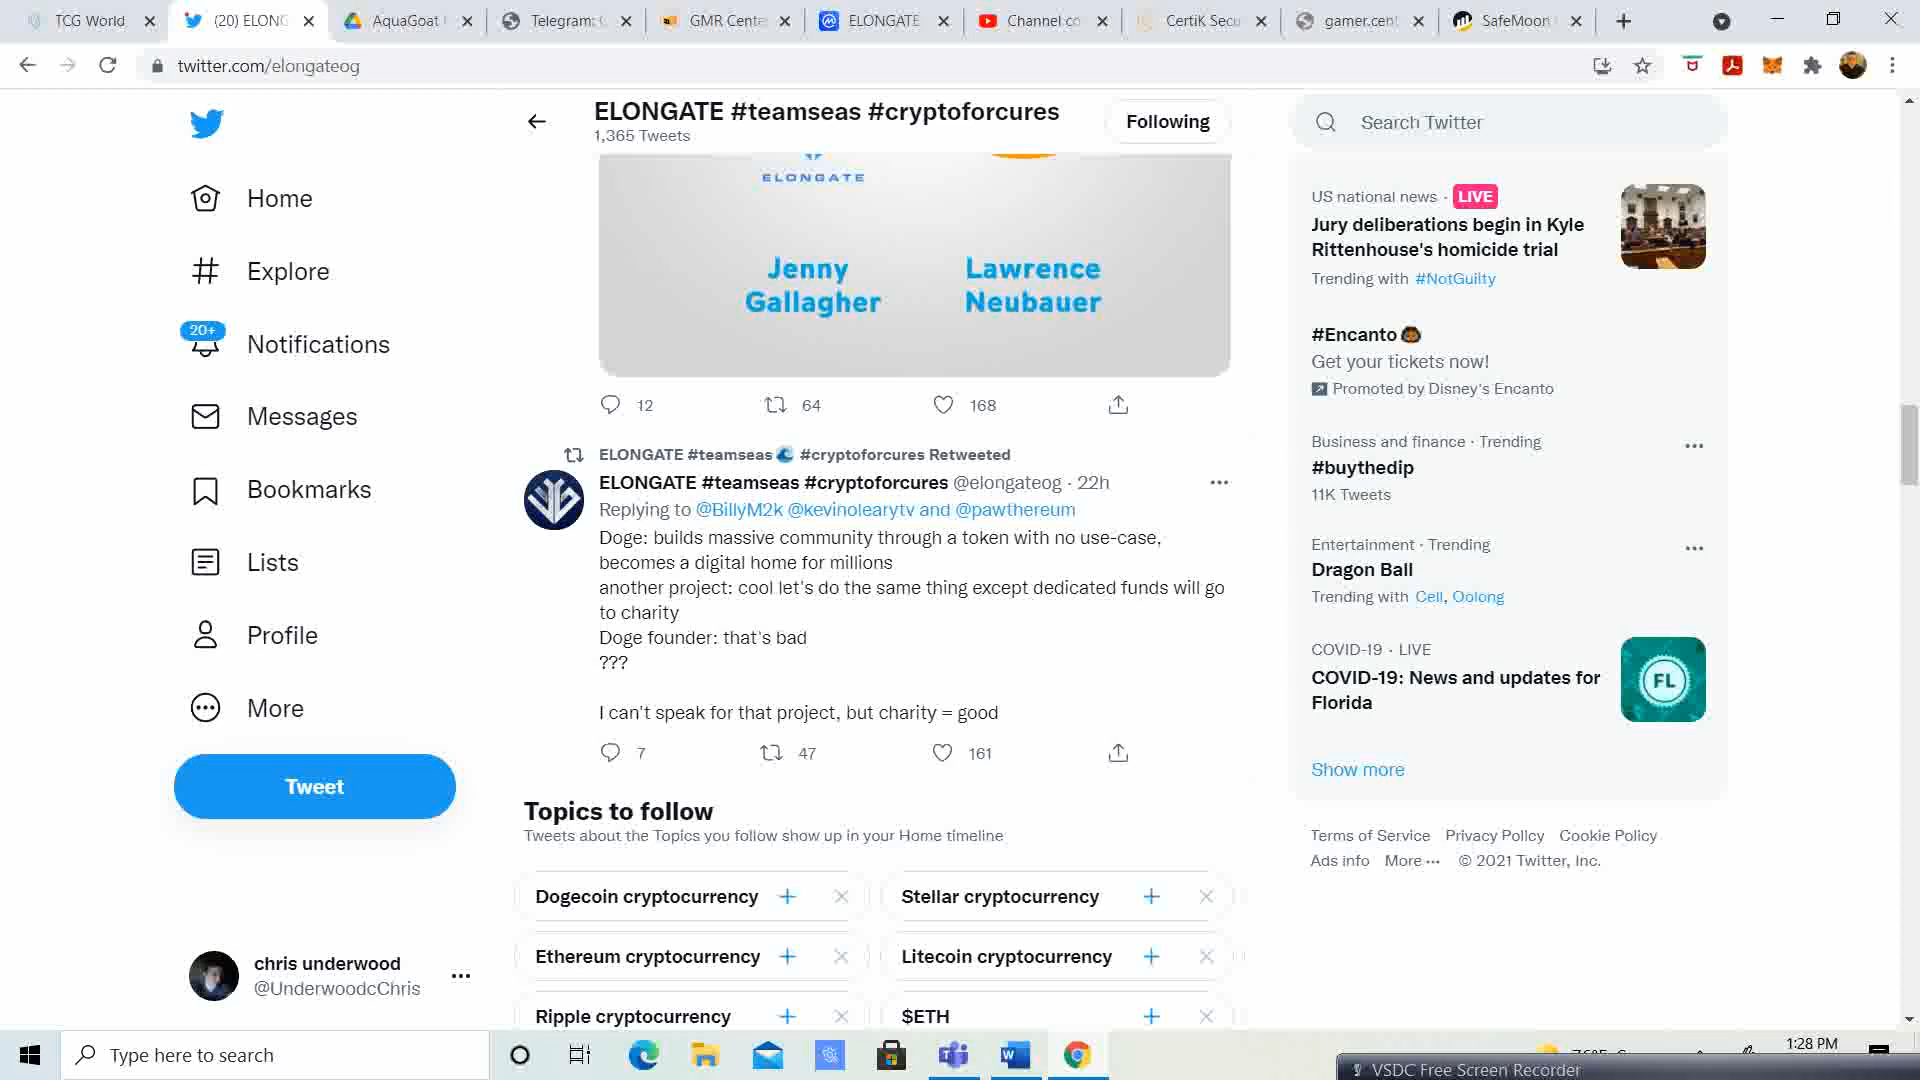 TCG World
(20) ELONG
AquaGoat
Telegram:
GMR Cente
ELONGATE
Channel co
CertiK Secu
gamer.cent
SafeMoon
twitter.com/elongateog
ELONGATE #teamseas #cryptoforcures
1,365 Tweets
Following
Search Twitter
Home
Explore
20+
Notifications
Messages
Bookmarks
Lists
Profile
More
Tweet
chris underwood
@UnderwoodcChris
ELONGATE
Jenny
Gallagher
Lawrence
Neubauer
12 64 168
ELONGATE #teamseas🌊 #cryptoforcures Retweeted
ELONGATE #teamseas #cryptoforcures @elongateog · 22h
Replying to @BillyM2k @kevinolearytv and @pawthereum
Doge: builds massive community through a token with no use-case,
becomes a digital home for millions
another project: cool let's do the same thing except dedicated funds will go
to charity
Doge founder: that's bad
???
I can't speak for that project, but charity = good
7 47 161
Topics to follow
Tweets about the Topics you follow show up in your Home timeline
Dogecoin cryptocurrency
Stellar cryptocurrency
Ethereum cryptocurrency
Litecoin cryptocurrency
Ripple cryptocurrency
$ETH
US national news · LIVE
Jury deliberations begin in Kyle
Rittenhouse's homicide trial
Trending with #NotGuilty
#Encanto
Get your tickets now!
Promoted by Disney's Encanto
Business and finance · Trending
#buythedip
11K Tweets
Entertainment · Trending
Dragon Ball
Trending with Cell, Oolong
COVID-19 · LIVE
COVID-19: News and updates for
Florida
FL
Show more
Terms of Service Privacy Policy Cookie Policy
Ads info More ··· © 2021 Twitter, Inc.
Type here to search
1:28 PM
VSDC Free Screen Recorder